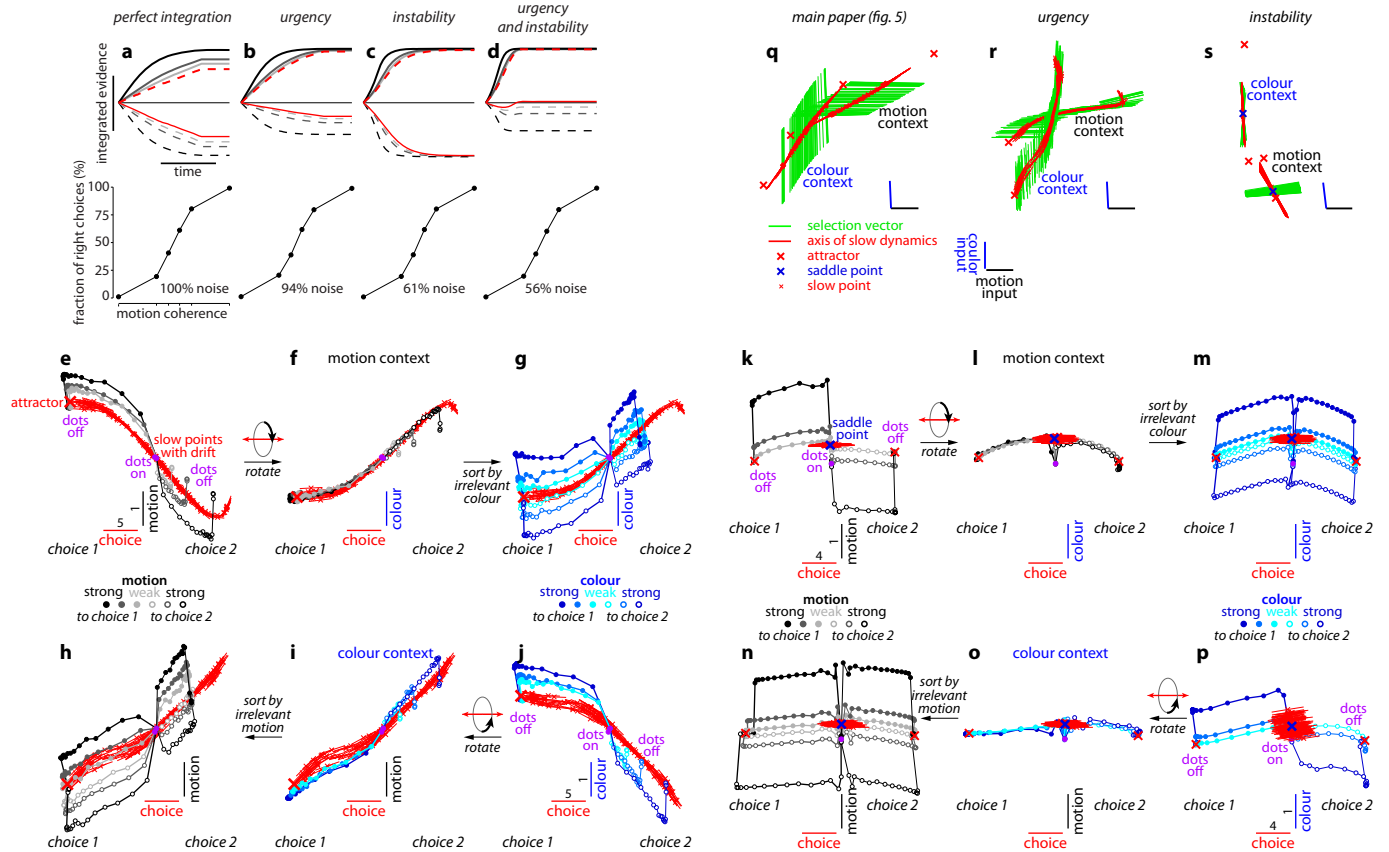 perfect integration
urgency
instability
urgency
and instability
main paper (fig. 5)
urgency
instability
a
b
c
d
q
r
s
integrated evidence
time
colour
context
motion
context
motion
context
motion
context
colour
context
colour
context
fraction of right choices (%)
100
75
50
25
0
100% noise
94% noise
61% noise
56% noise
motion coherence
selection vector
axis of slow dynamics
attractor
saddle point
slow point
color
input
motion
input
e
f
motion context
g
k
l
motion context
m
attractor
dots
off
slow points
with drift
dots
on
dots
off
rotate
sort by
irrelevant
colour
saddle
point
dots
on
dots
off
dots
off
rotate
sort by
irrelevant
colour
5
1
motion
choice
choice 1
choice 2
colour
choice
choice 1
choice 2
colour
choice
choice 1
choice 2
choice 1
choice 2
4
1
motion
choice
choice 1
choice 2
colour
choice
choice 1
choice 2
colour
choice
motion
strong weak strong
to choice 1 to choice 2
colour
strong weak strong
to choice 1 to choice 2
motion
strong weak strong
to choice 1 to choice 2
colour
strong weak strong
to choice 1 to choice 2
h
i
colour context
j
n
o
colour context
p
sort by
irrelevant
motion
rotate
dots
off
dots
on
dots
off
sort by
irrelevant
motion
rotate
dots
off
dots
on
dots
off
motion
choice
choice 1
choice 2
motion
choice
choice 1
choice 2
5
1
colour
choice
choice 1
choice 2
choice 1
choice 2
motion
choice
choice 1
choice 2
motion
choice
choice 1
choice 2
4
1
colour
choice